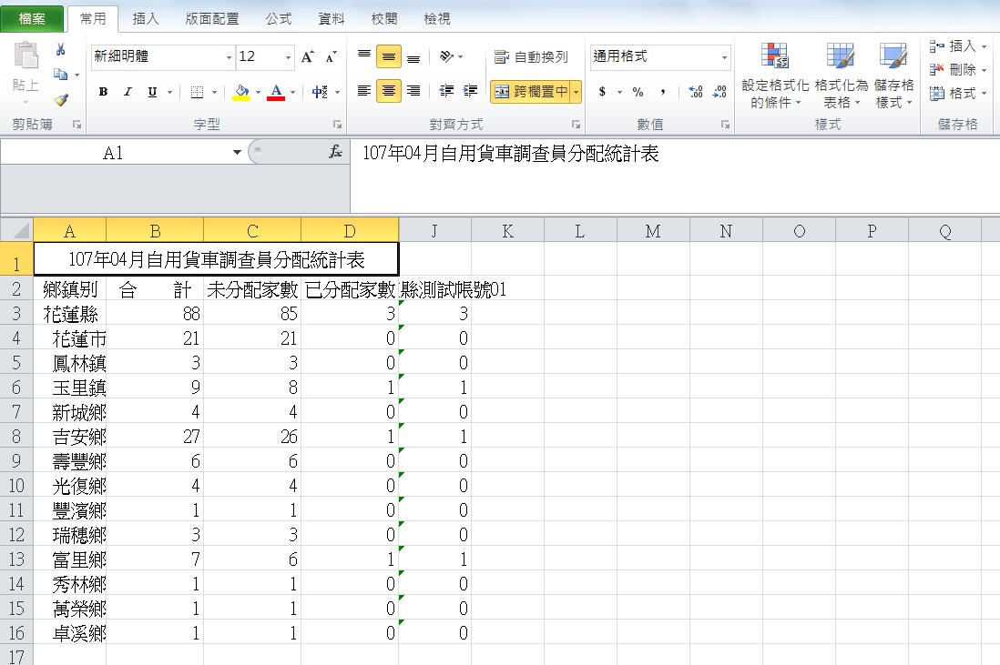 檔案 常用 插入 版面配置 公式 資料 校閱 檢視
新細明體 12 自動換列 通用格式 插入
貼上 設定格式化 格式化為 儲存格 刪除
B I U A 中 跨欄置中 $ % , .0 .00 .00 .0 的條件 表格 樣式 格式
剪貼簿 字型 對齊方式 數值 樣式 儲存格
A1 fx 107年04月自用貨車調查員分配統計表
A B C D J K L M N O P Q
1 107年04月自用貨車調查員分配統計表
2 鄉鎮別 合 計 未分配家數 已分配家數 縣測試帳號01
3 花蓮縣 88 85 3 3
4 花蓮市 21 21 0 0
5 鳳林鎮 3 3 0 0
6 玉里鎮 9 8 1 1
7 新城鄉 4 4 0 0
8 吉安鄉 27 26 1 1
9 壽豐鄉 6 6 0 0
10 光復鄉 4 4 0 0
11 豐濱鄉 1 1 0 0
12 瑞穗鄉 3 3 0 0
13 富里鄉 7 6 1 1
14 秀林鄉 1 1 0 0
15 萬榮鄉 1 1 0 0
16 卓溪鄉 1 1 0 0
17